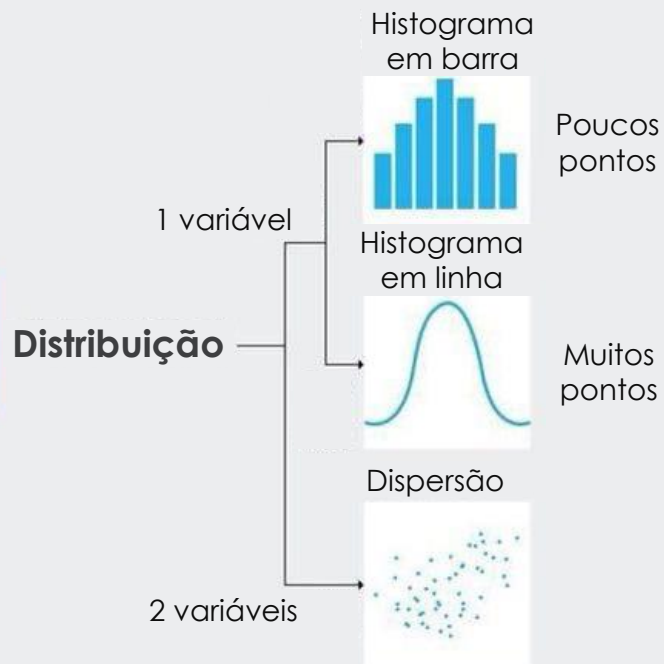 Histograma
em barra
Poucos
pontos
1 variável
Histograma
em linha
Distribuição
Muitos
pontos
Dispersão
2 variáveis